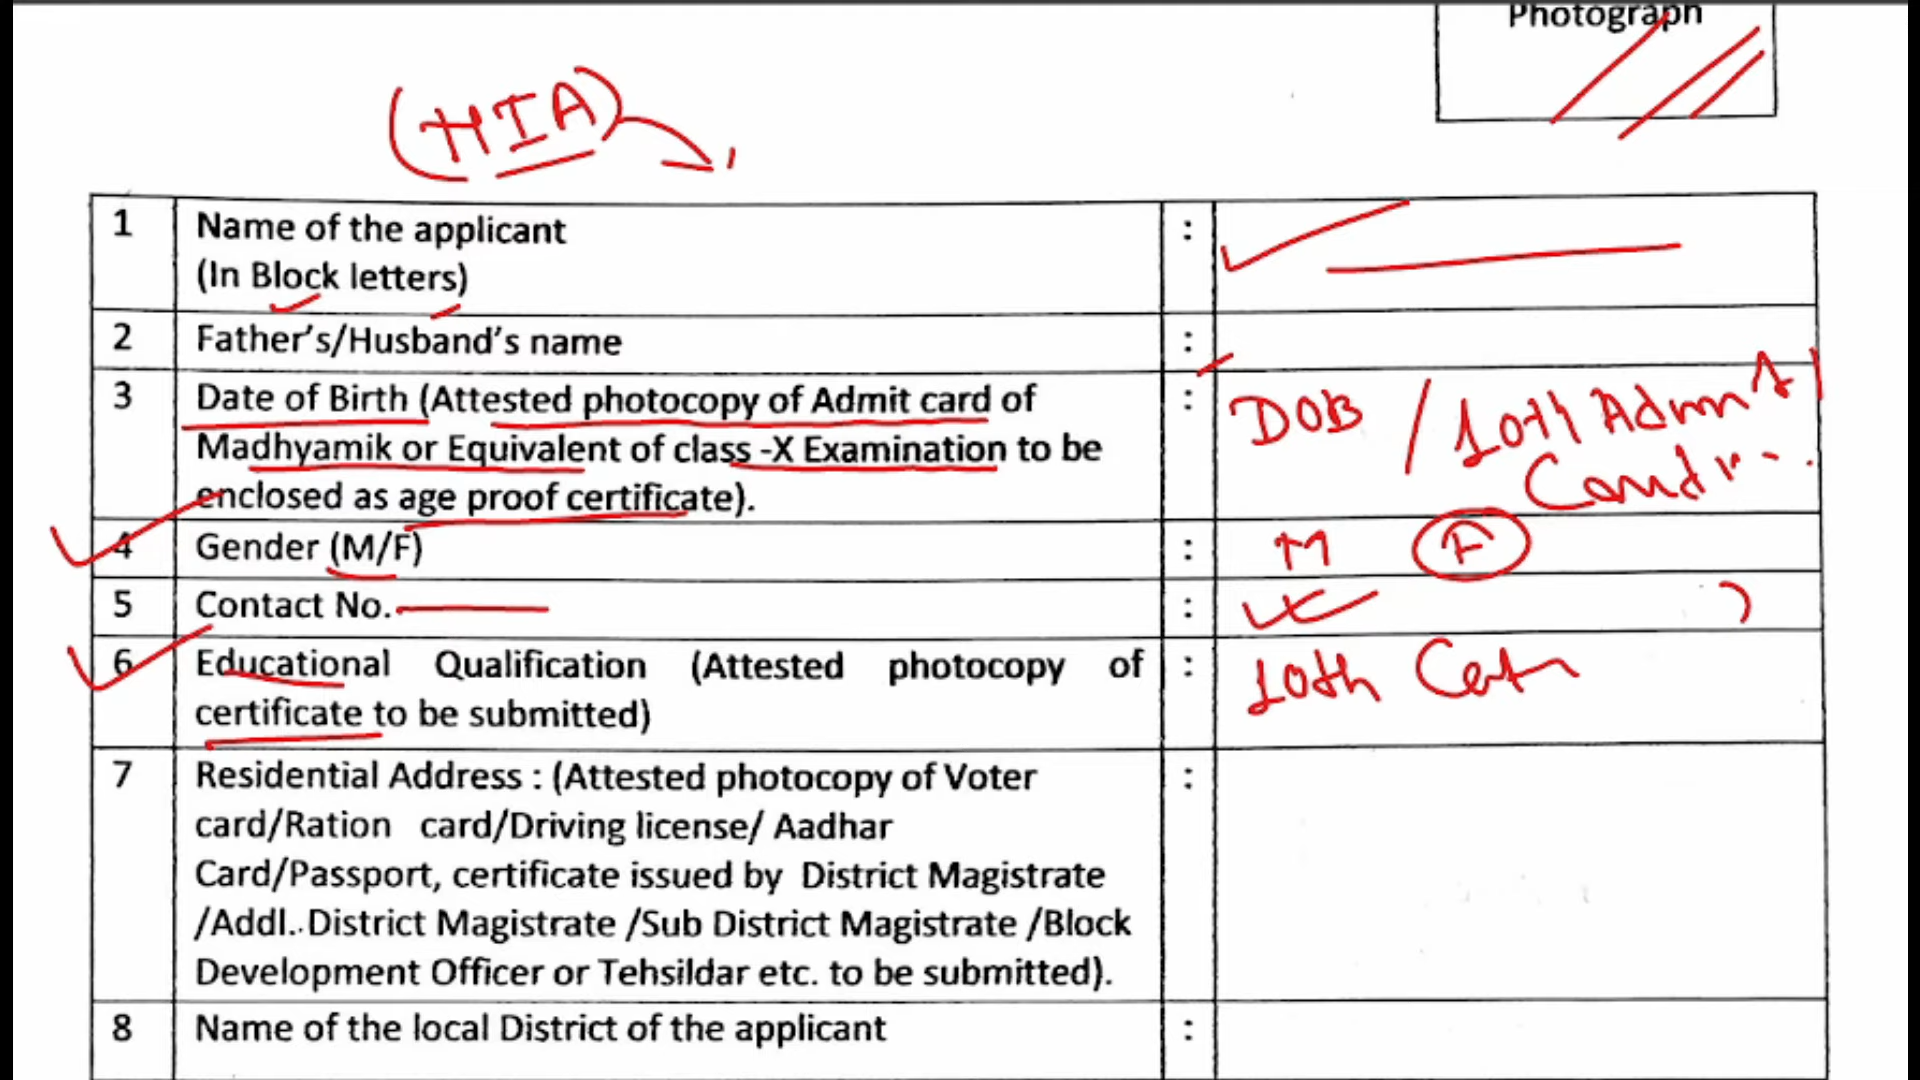 Photograph
(HIA)
1 Name of the applicant :
(In Block letters)
2 Father's/Husband's name :
3 Date of Birth (Attested photocopy of Admit card of : DOB / 10th Admit
Madhyamik or Equivalent of class -X Examination to be
enclosed as age proof certificate).
4 Gender (M/F) : M F
5 Contact No. :
6 Educational Qualification (Attested photocopy of : 10th
certificate to be submitted)
7 Residential Address : (Attested photocopy of Voter :
card/Ration card/Driving license/ Aadhar
Card/Passport, certificate issued by District Magistrate
/Addl.. District Magistrate /Sub District Magistrate /Block
Development Officer or Tehsildar etc. to be submitted).
8 Name of the local District of the applicant :